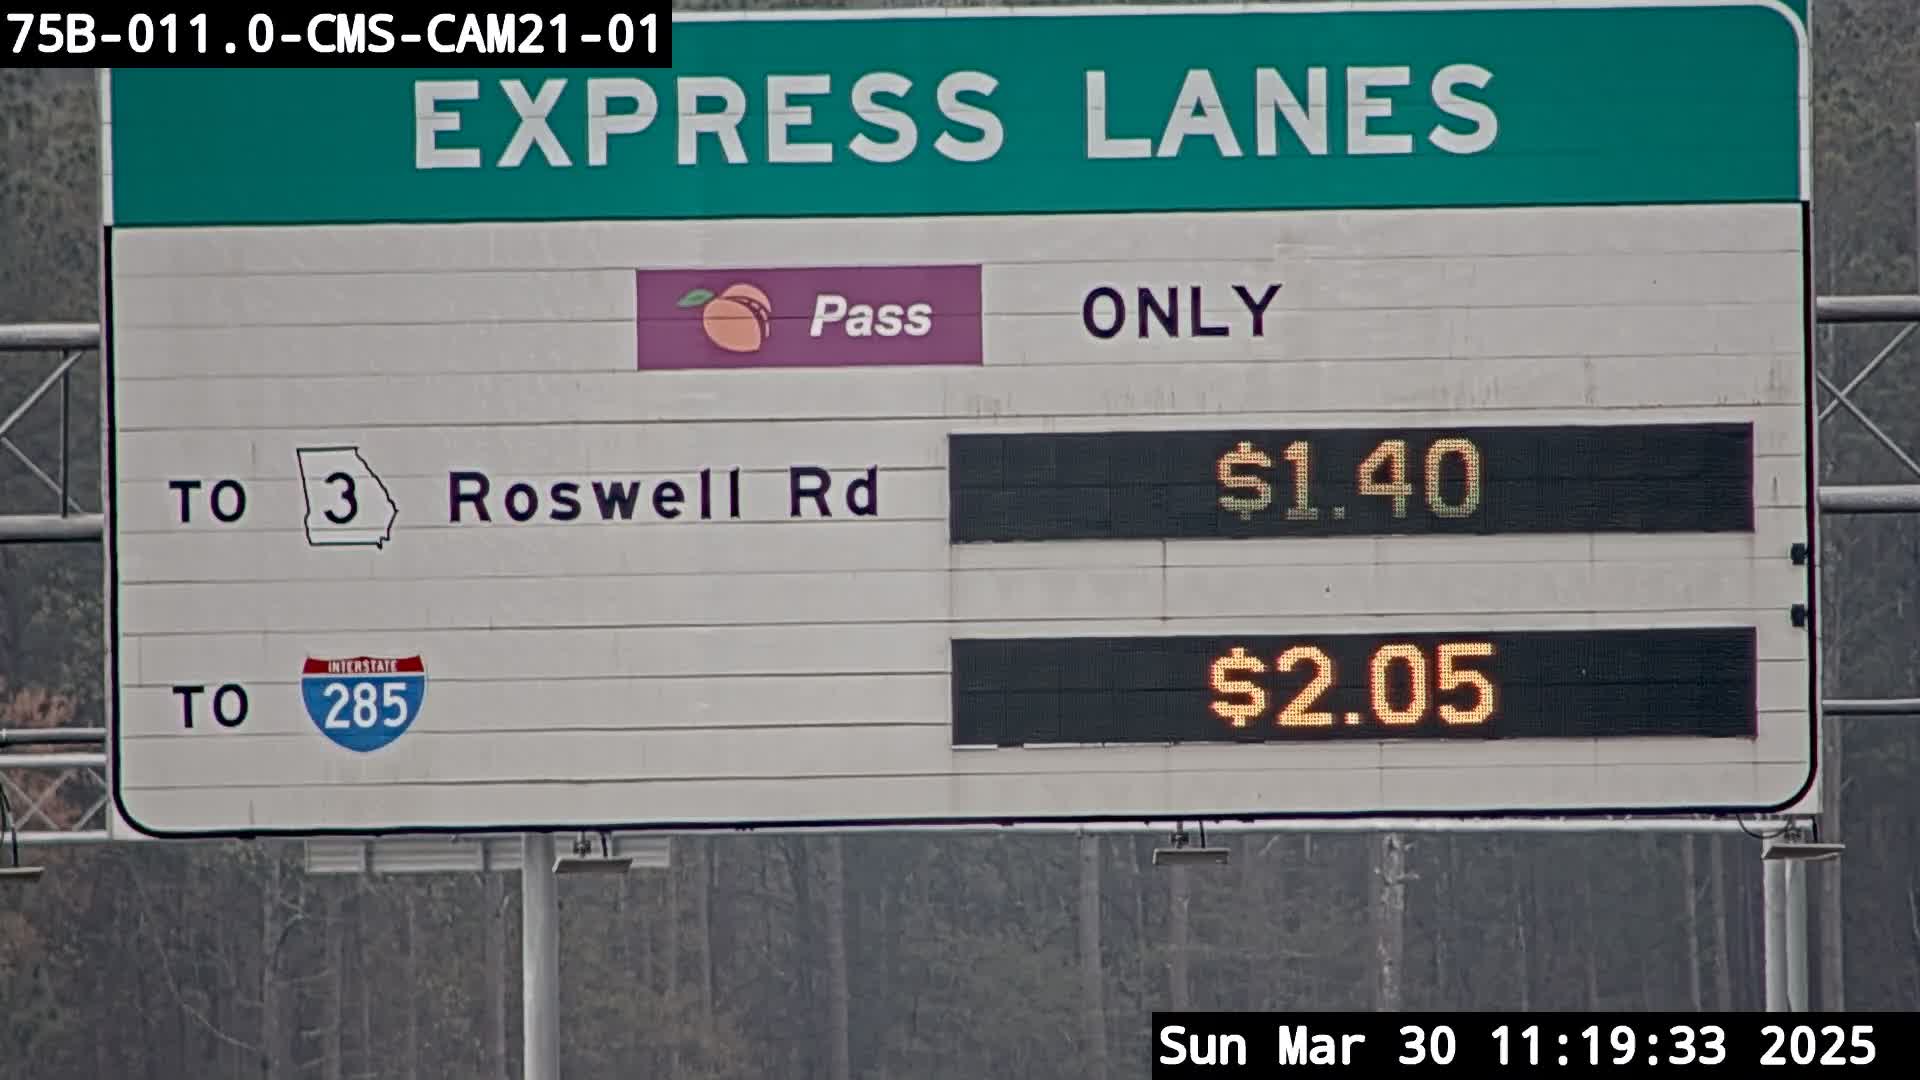 75B-011.0-CMS-CAM21-01
EXPRESS LANES
Pass ONLY
TO 3 Roswell Rd $1.40
INTERSTATE
TO 285 $2.05
Sun Mar 30 11:19:33 2025